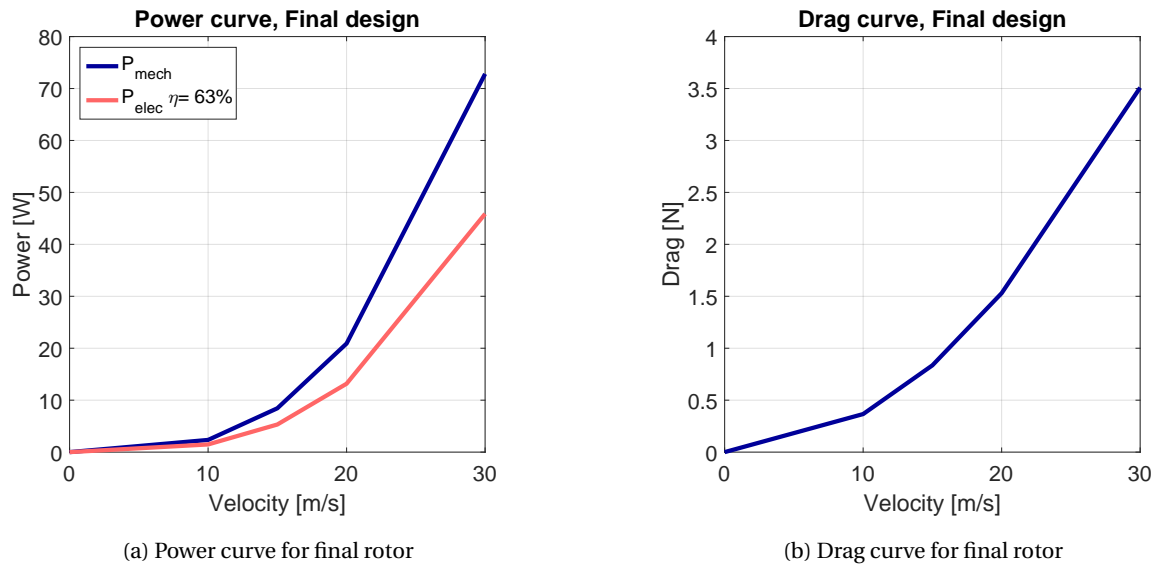 Power curve, Final design
80
70
60
50
40
30
20
10
0
Power [W]
P_mech
P_elec η= 63%
0 10 20 30
Velocity [m/s]
(a) Power curve for final rotor
Drag curve, Final design
4
3.5
3
2.5
2
1.5
1
0.5
0
Drag [N]
0 10 20 30
Velocity [m/s]
(b) Drag curve for final rotor